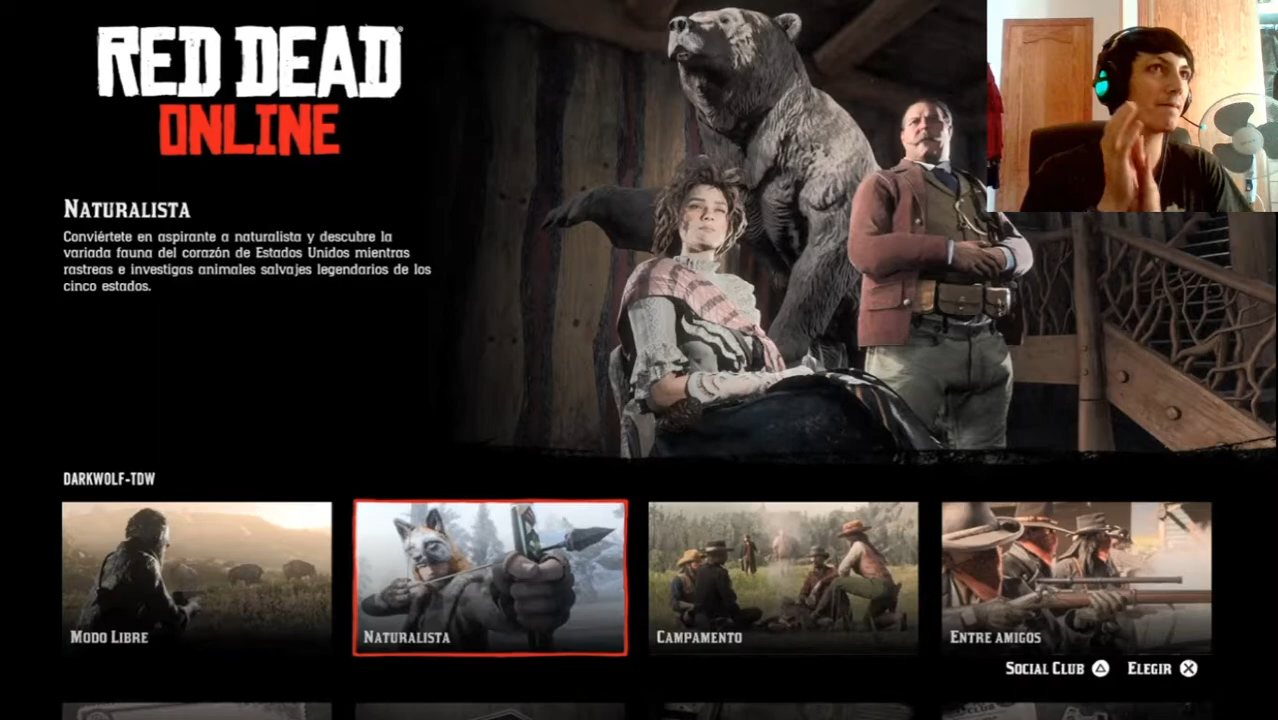 RED DEAD
ONLINE
NATURALISTA
Conviértete en aspirante a naturalista y descubre la
variada fauna del corazón de Estados Unidos mientras
rastreas e investigas animales salvajes legendarios de los
cinco estados.
DARKWOLF-TDW
MODO LIBRE
NATURALISTA
CAMPAMENTO
ENTRE AMIGOS
SOCIAL CLUB
ELEGIR